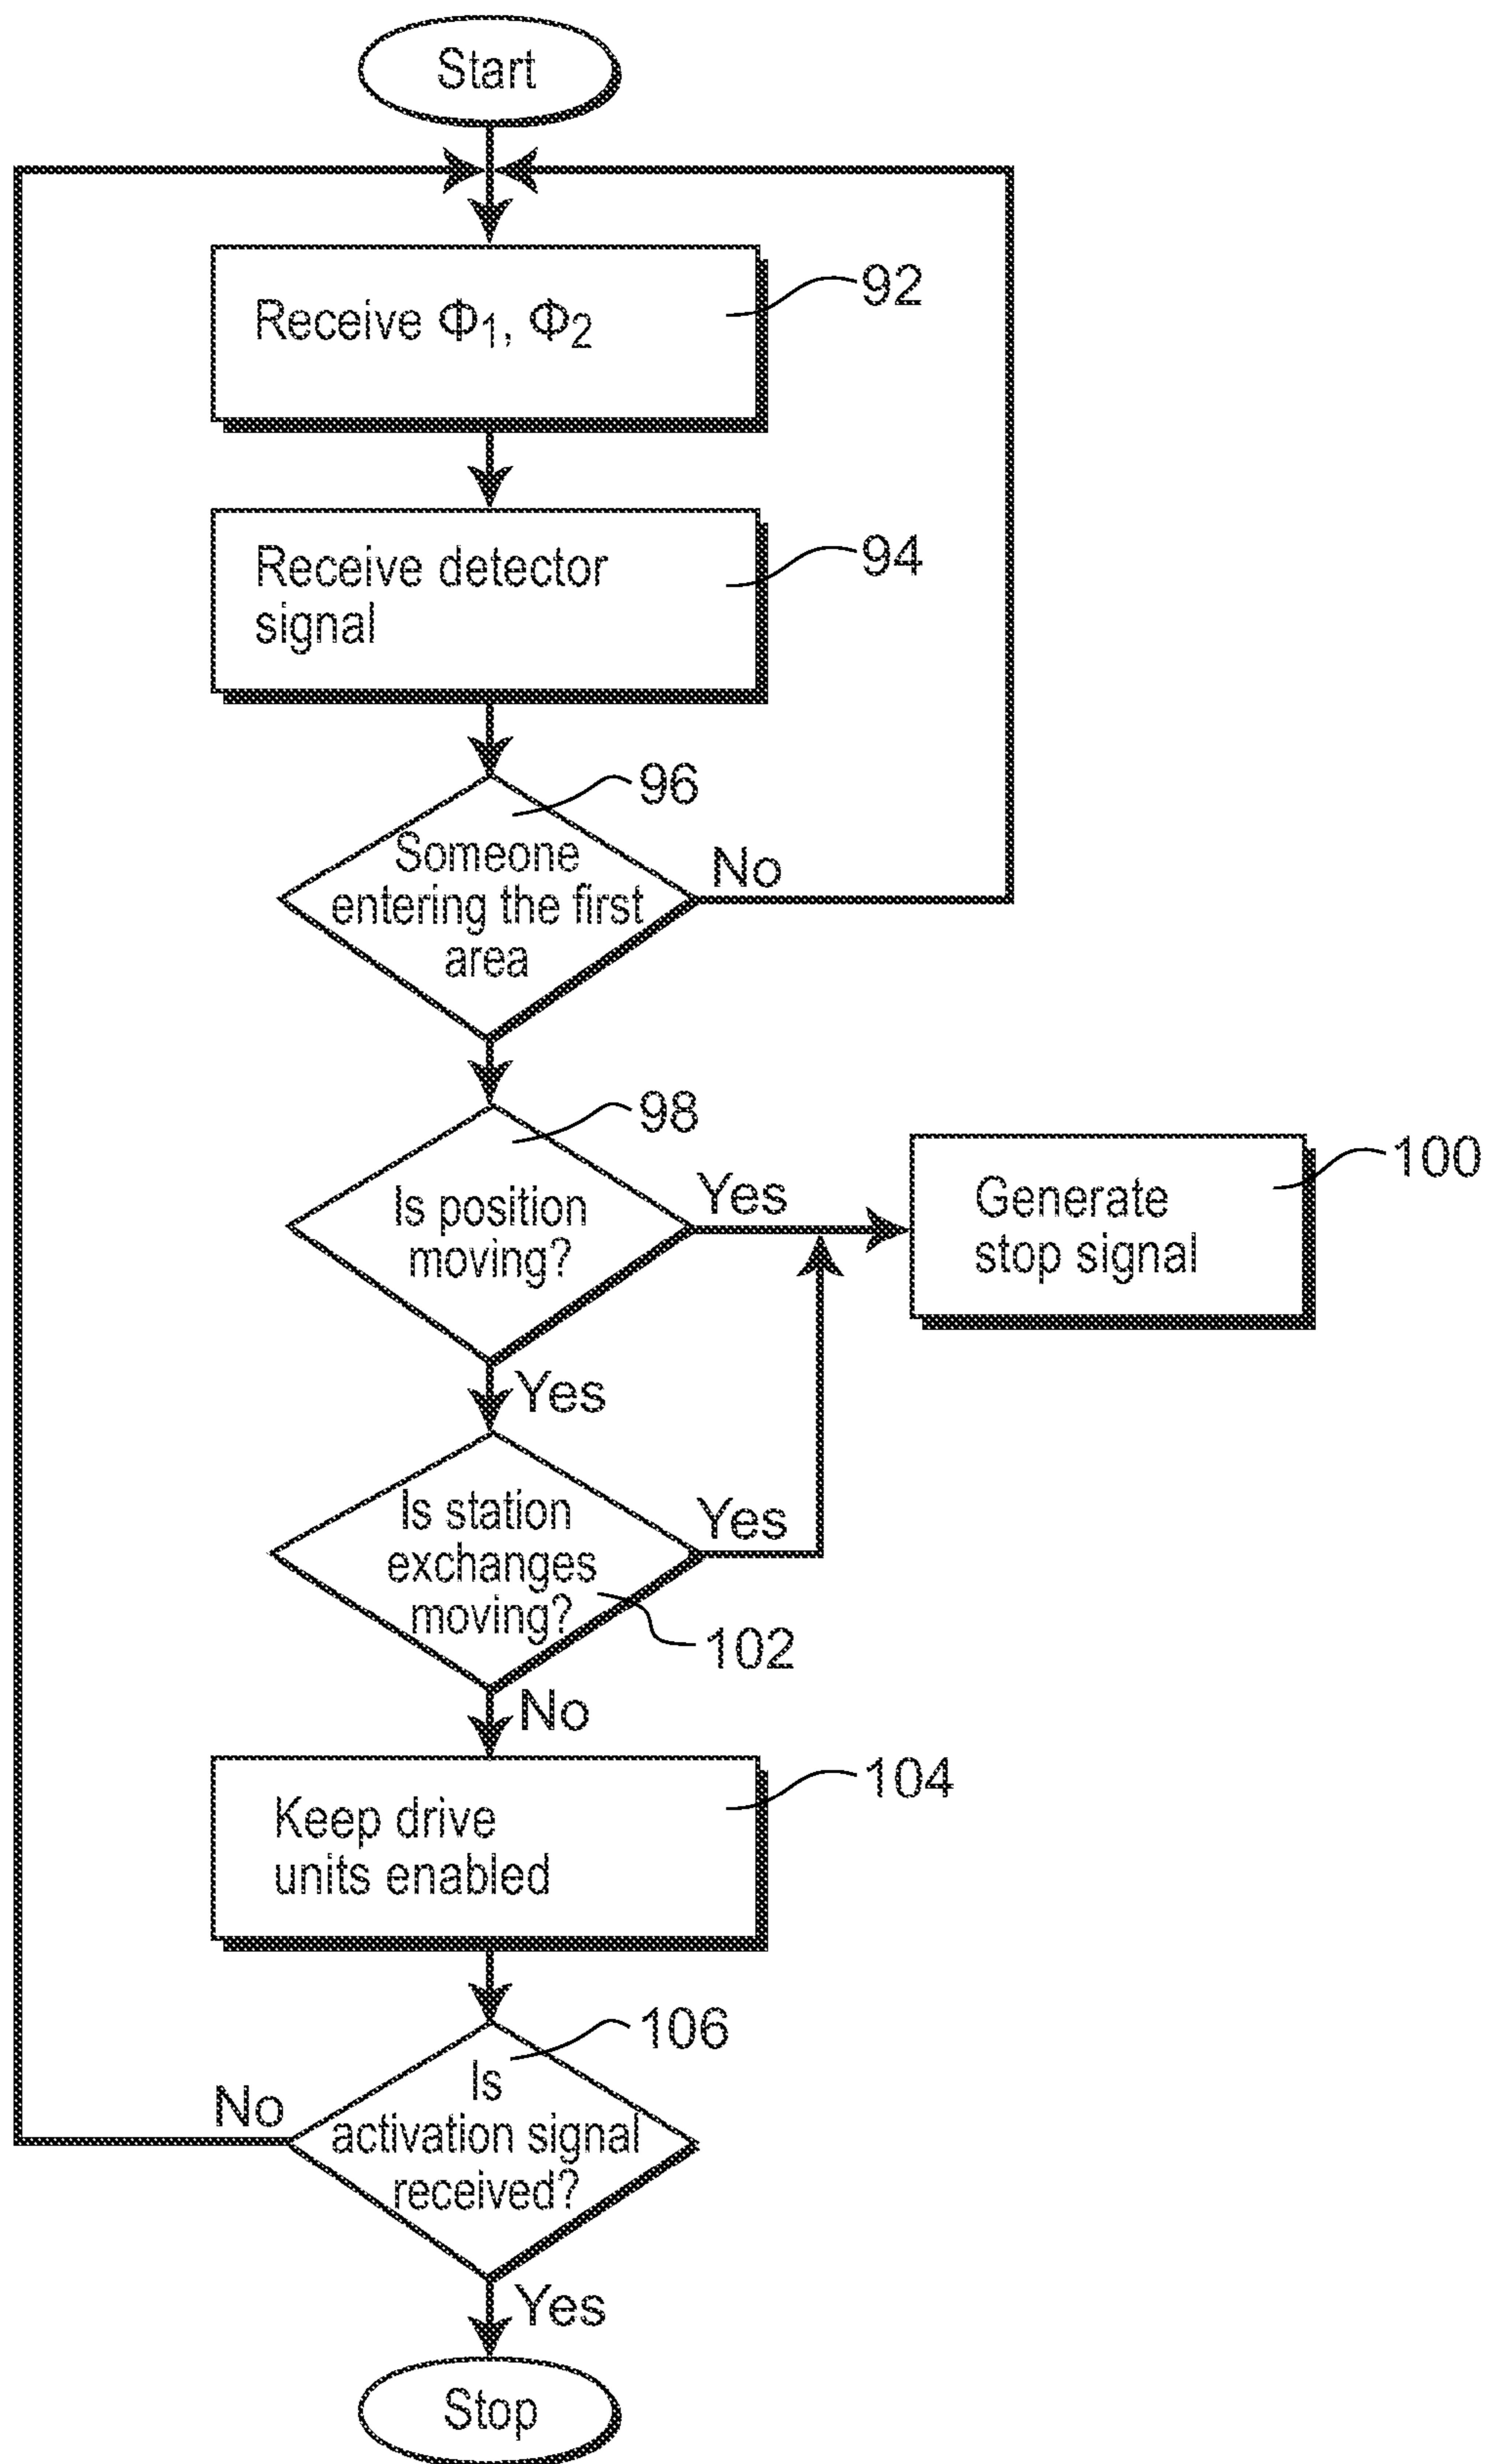 Start
Receive Φ1, Φ2
92
Receive detector
signal
94
96
Someone
entering the first
area
No
98
Is position
moving?
Yes
Generate
stop signal
100
Yes
Is station
exchanges
moving?
Yes
102
No
Keep drive
units enabled
104
106
Is
activation signal
received?
No
Yes
Stop